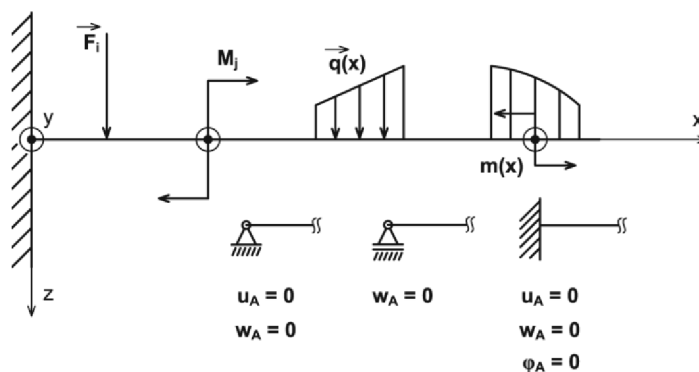 F_i
M_j
q(x)
y
x
m(x)
z
u_A = 0
w_A = 0
w_A = 0
u_A = 0
w_A = 0
φ_A = 0